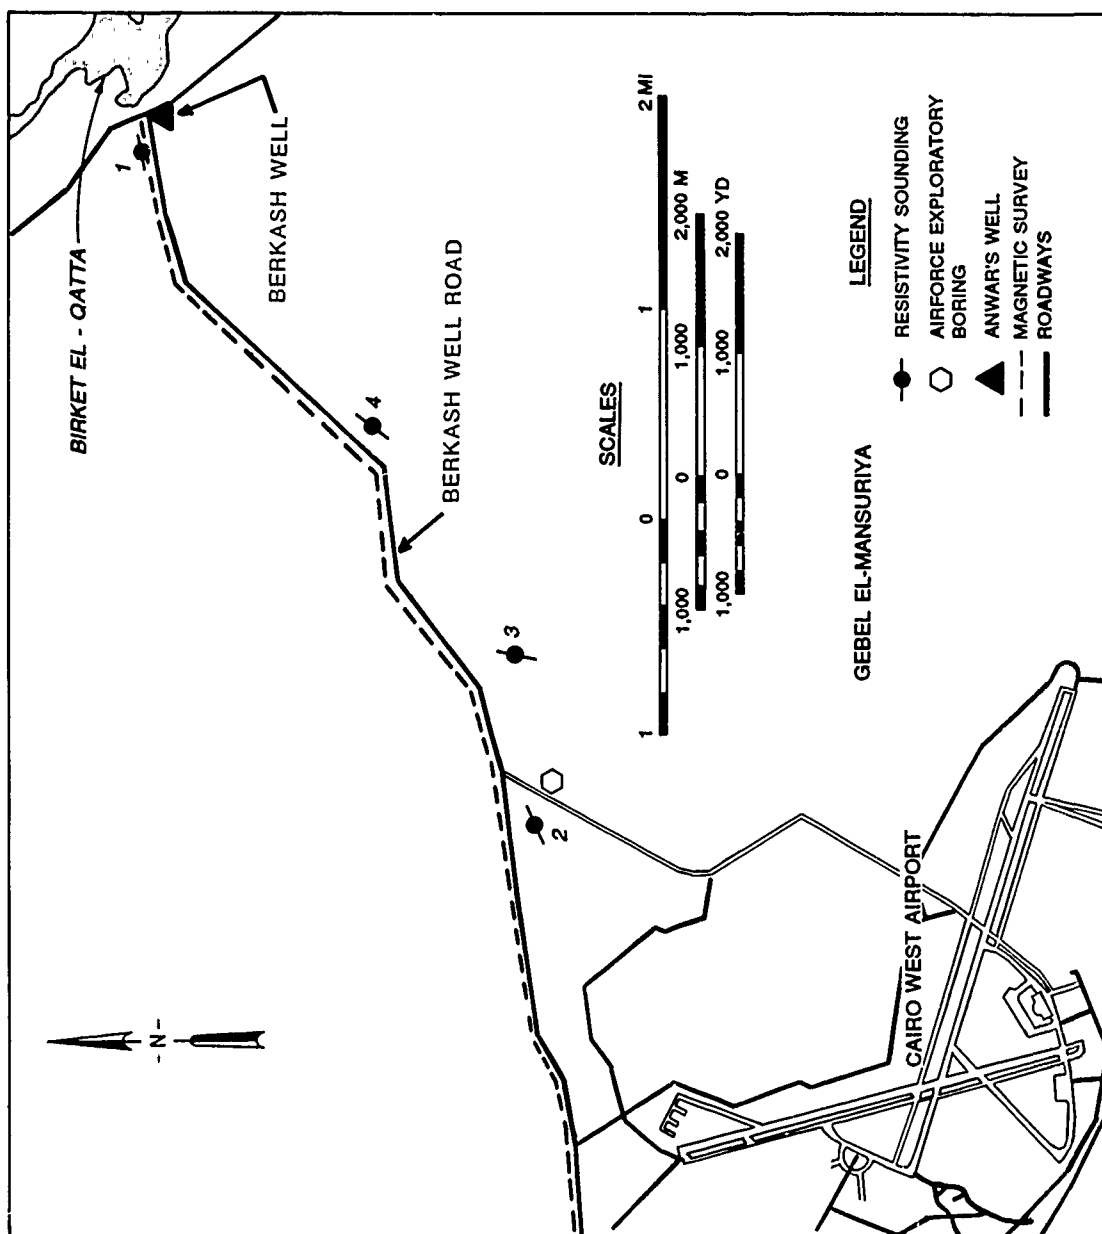 BIRKET EL - QATTA
1
BERKASH WELL
4
BERKASH WELL ROAD
3
2
-N-
SCALES
1 0 1 2 MI
1,000 0 1,000 2,000 M
1,000 0 1,000 2,000 YD
LEGEND
RESISTIVITY SOUNDING
AIRFORCE EXPLORATORY
BORING
ANWAR'S WELL
MAGNETIC SURVEY
ROADWAYS
GEBEL EL-MANSURIYA
CAIRO WEST AIRPORT